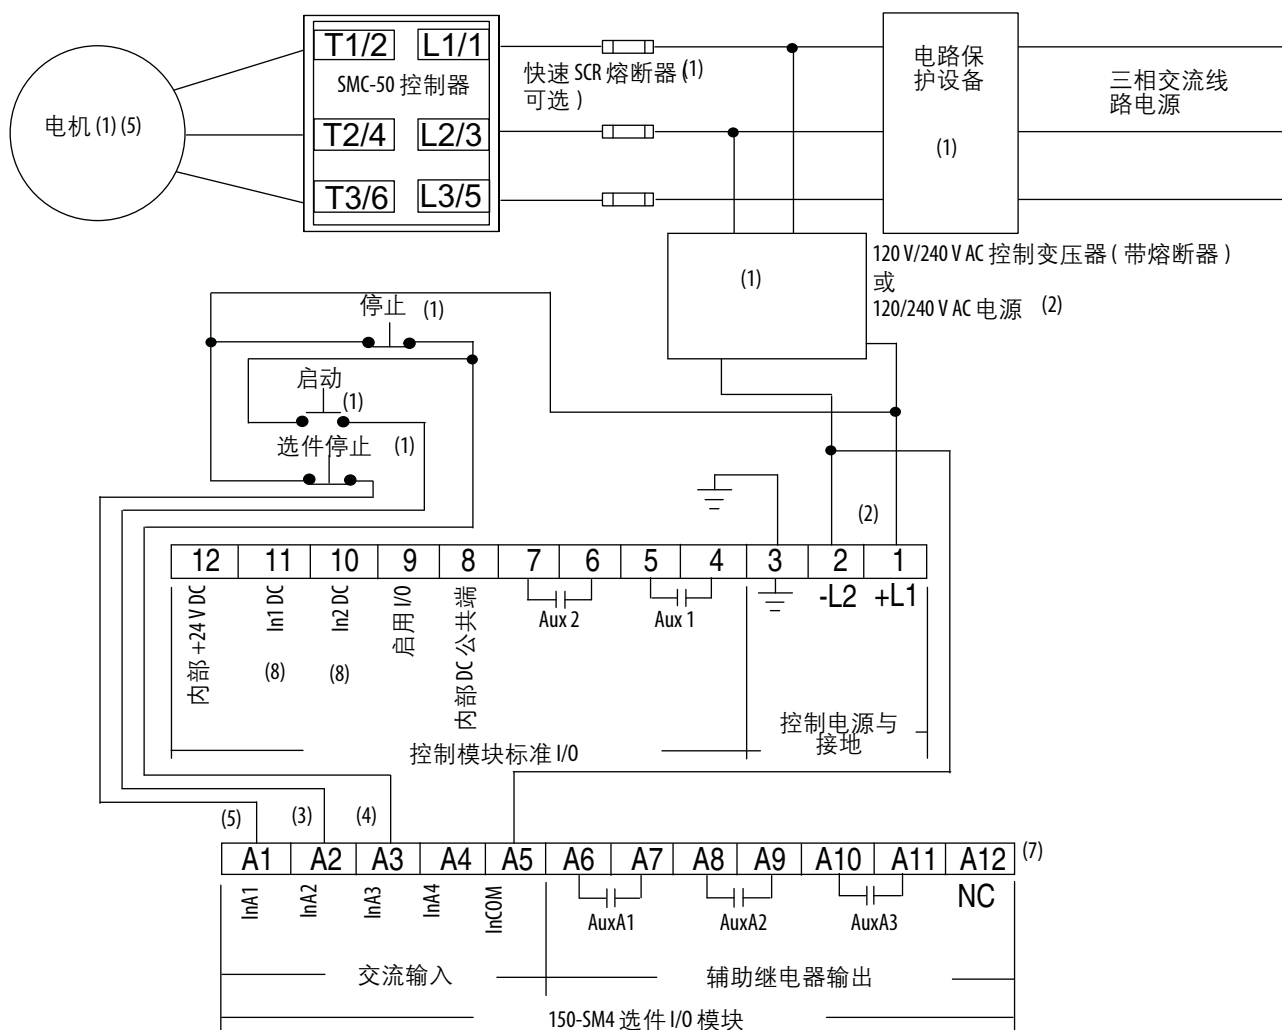 T1/2
L1/1
SMC-50 控制器
T2/4
L2/3
T3/6
L3/5
电机 (1) (5)
快速 SCR 熔断器 (1)
可选 )
电路保
护设备
(1)
三相交流线
路电源
(1)
120 V/240 V AC 控制变压器 ( 带熔断器 )
或
120/240 V AC 电源 (2)
停止 (1)
启动
(1)
选件停止 (1)
(2)
12 11 10 9 8 7 6 5 4 3 2 1
-L2 +L1
内部 +24 V DC
In1 DC
(8)
In2 DC
(8)
启用 I/O
内部 DC 公共端
Aux 2
Aux 1
控制电源与
接地
控制模块标准 I/O
(5) (3) (4)
A1 A2 A3 A4 A5 A6 A7 A8 A9 A10 A11 A12 (7)
InA1
InA2
InA3
InA4
InCOM
AuxA1
AuxA2
AuxA3
NC
交流输入
辅助继电器输出
150-SM4 选件 I/O 模块